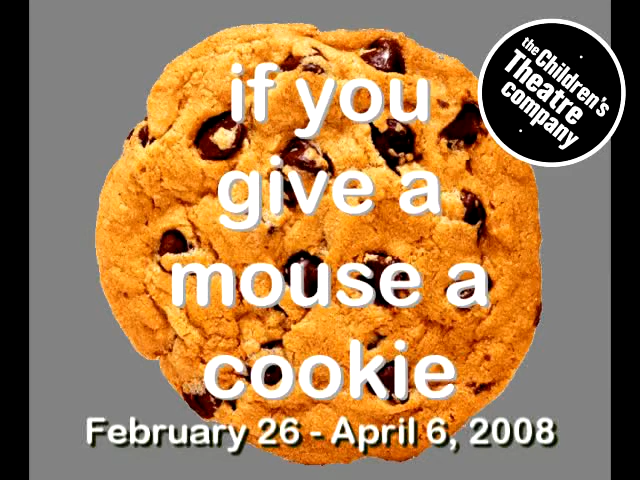 the Children's
Theatre
company
if you
give a
mouse a
cookie
February 26 - April 6, 2008